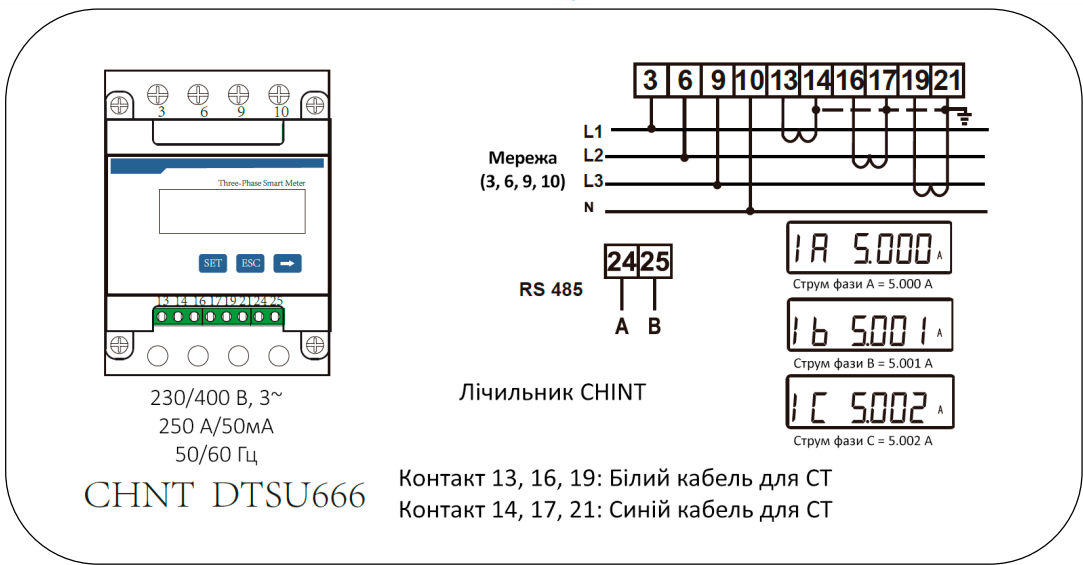 3 6 9 10
Three-Phase Smart Meter
SET ESC
13 14 16 17 19 21 24 25
230/400 В, 3~
250 А/50мА
50/60 Гц
CHNT DTSU666
3 6 9 10 13 14 16 17 19 21
L1
L2
L3
N
Мережа
(3, 6, 9, 10)
24 25
RS 485
A B
Лічильник CHINT
I A 5.000 A
Струм фази А = 5.000 А
I b 5.001 A
Струм фази В = 5.001 А
I C 5.002 A
Струм фази С = 5.002 А
Контакт 13, 16, 19: Білий кабель для СТ
Контакт 14, 17, 21: Синій кабель для СТ